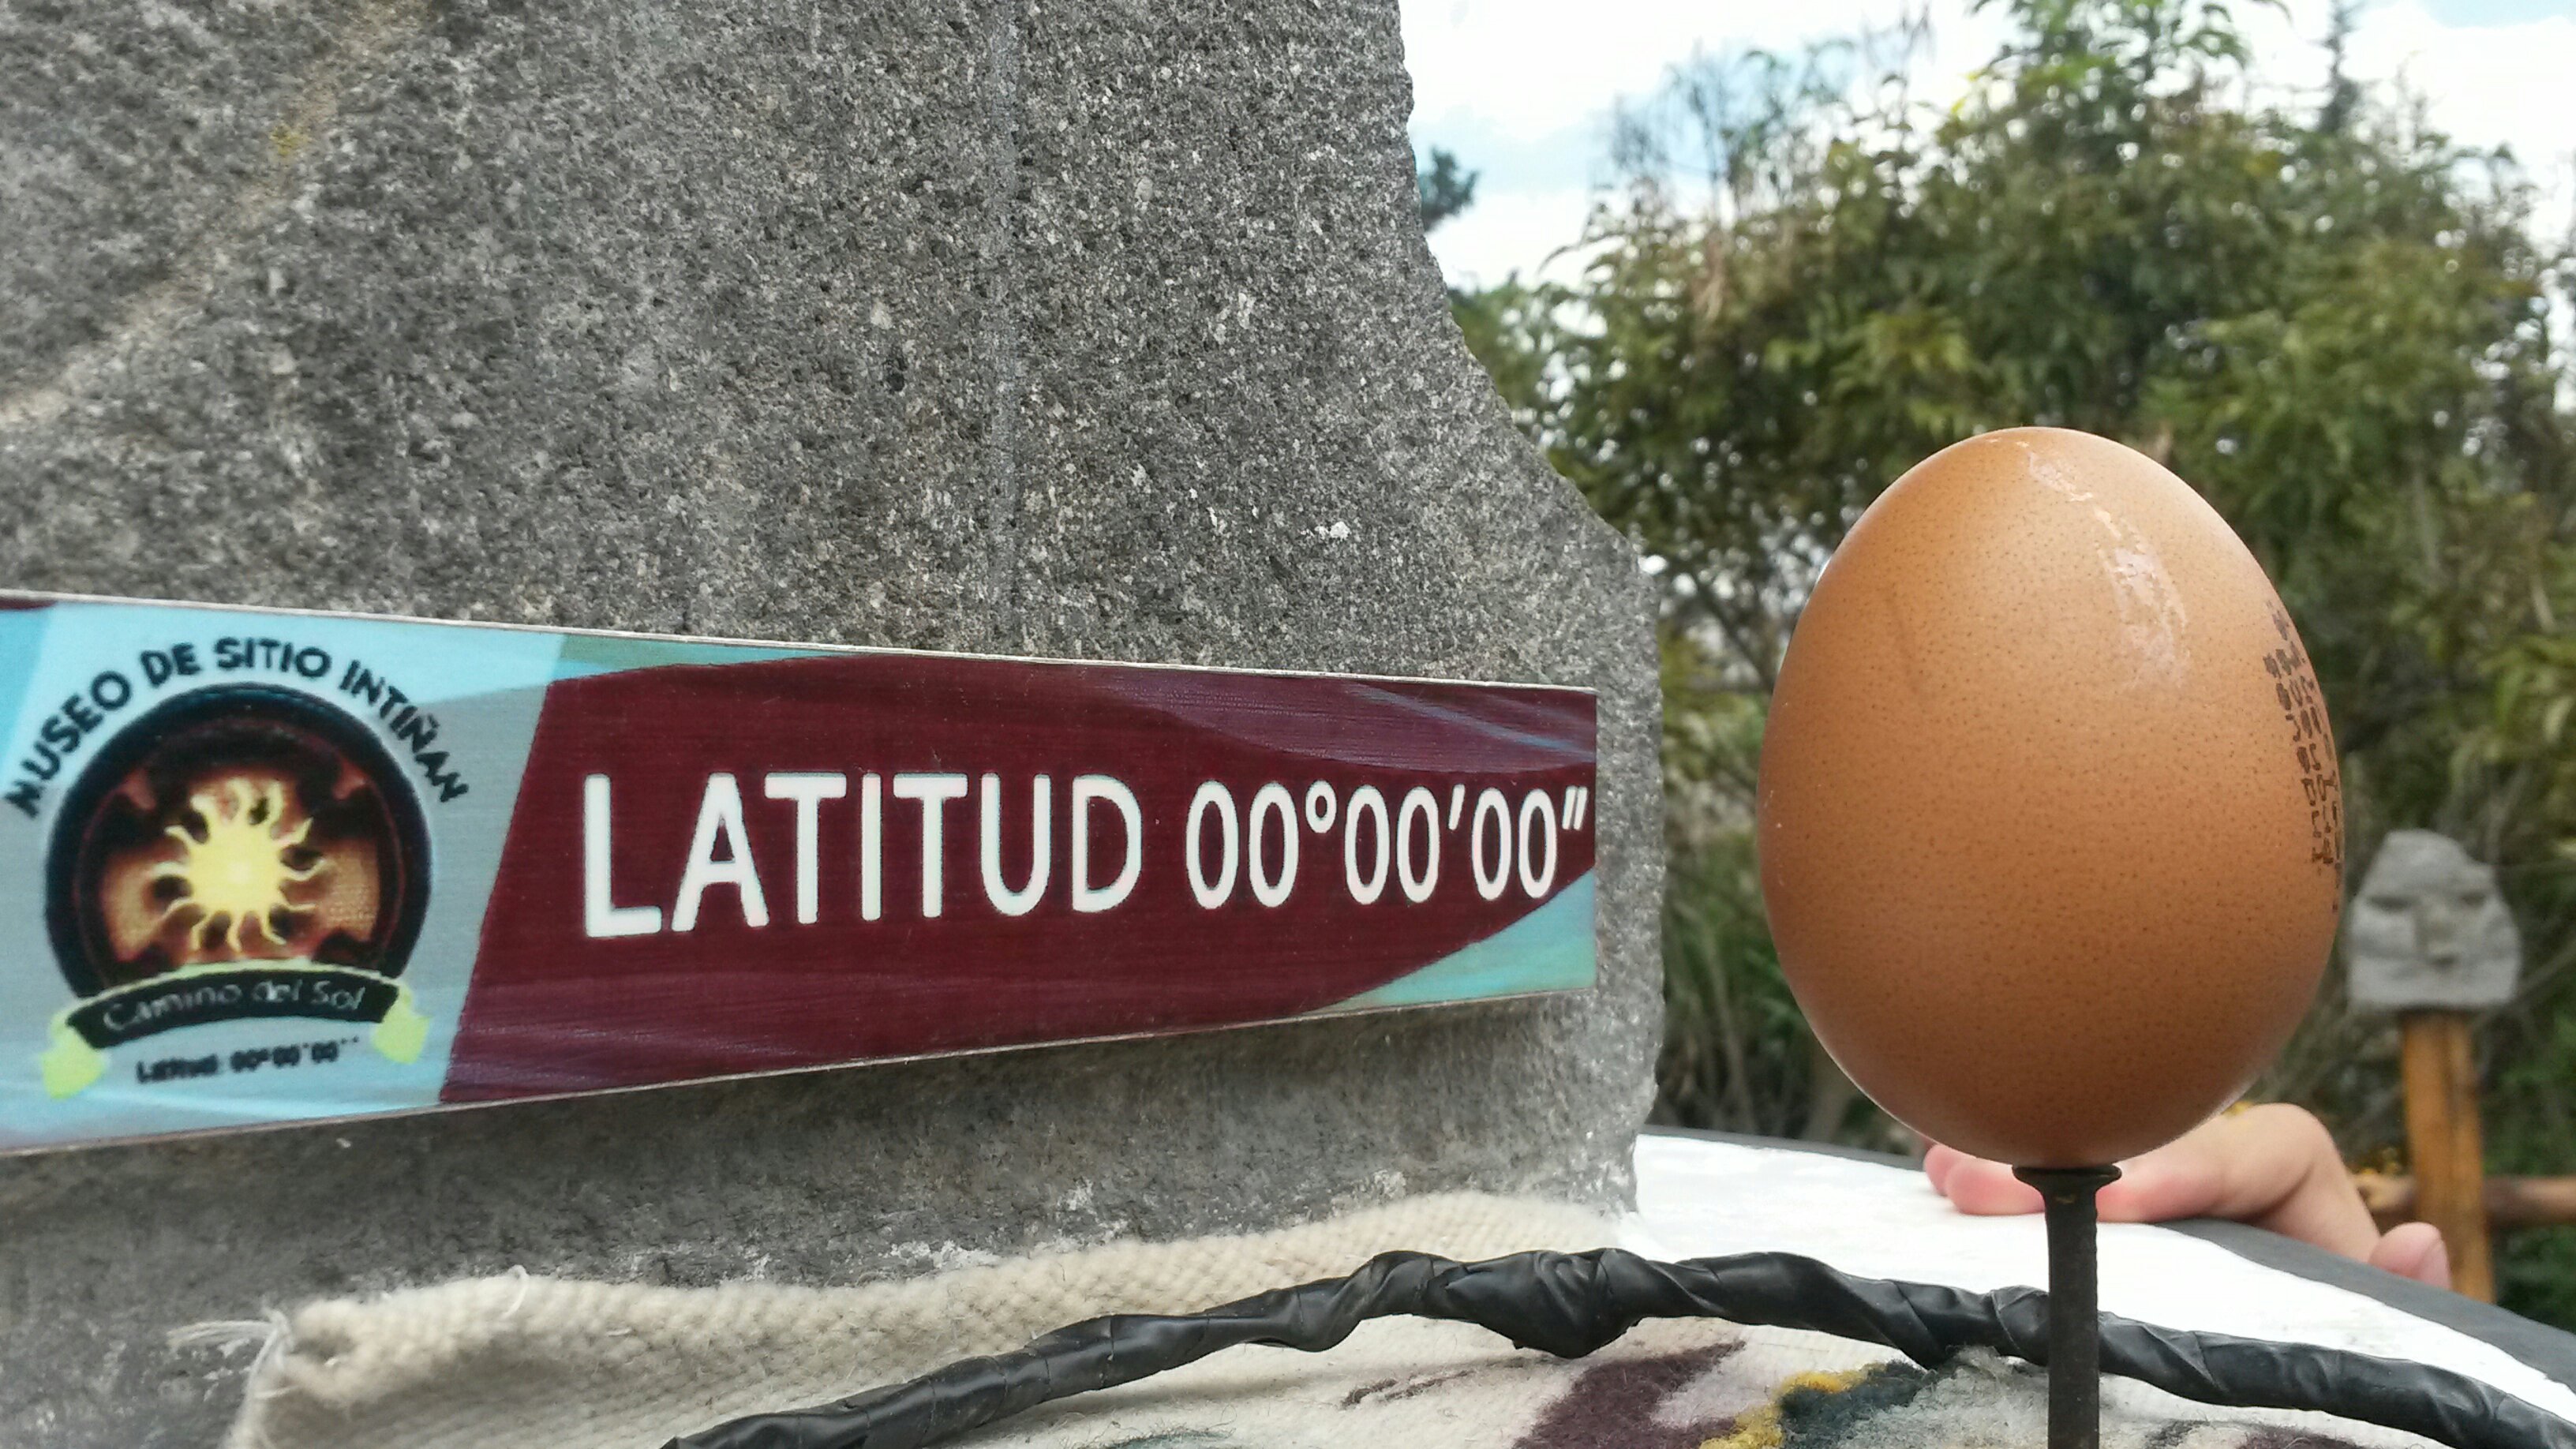 MUSEO DE SITIO INTIÑAN
Camino del Sol
Latitud: 00°00'00''
LATITUD 00°00'00"